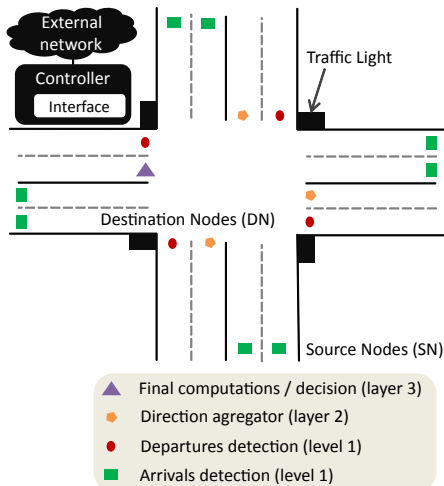 External
network
Controller
Interface
Traffic Light
Destination Nodes (DN)
Source Nodes (SN)
Final computations / decision (layer 3)
Direction agregator (layer 2)
Departures detection (level 1)
Arrivals detection (level 1)